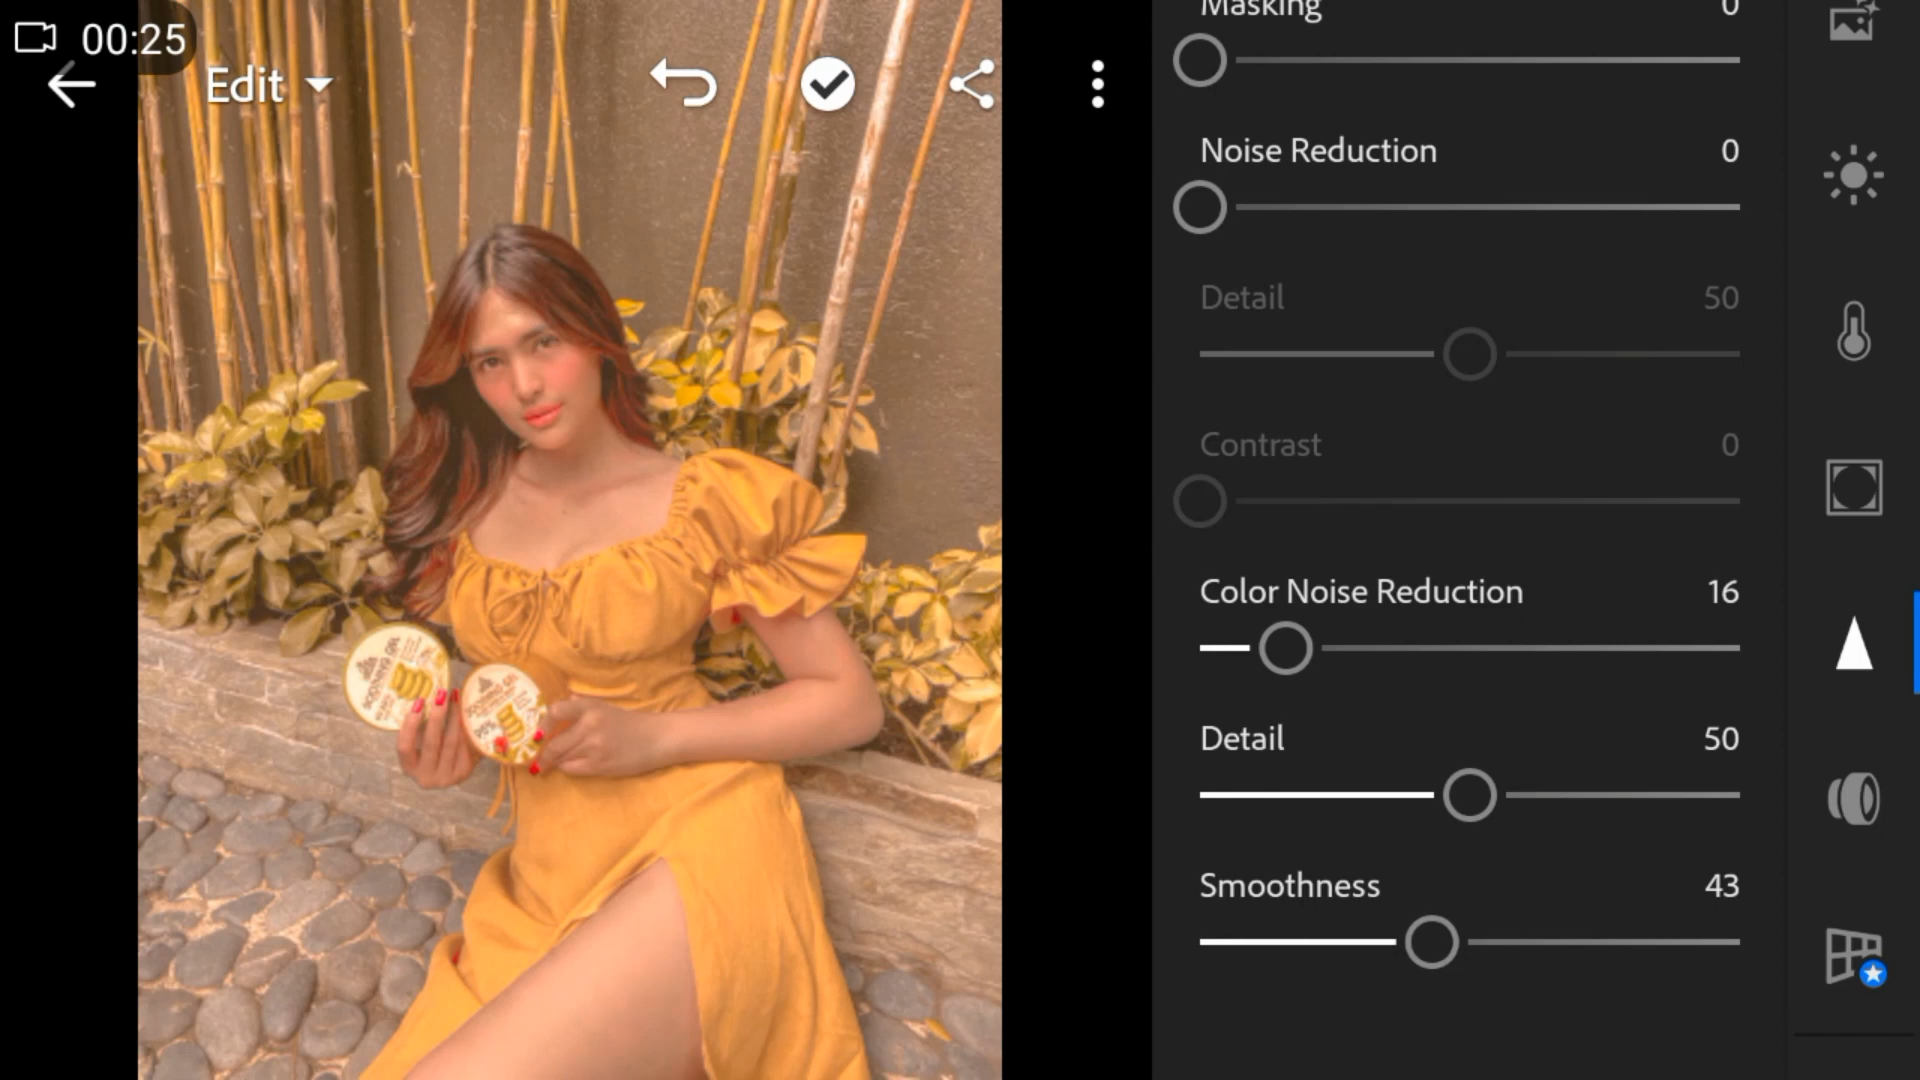 00:25
Edit
Masking 0
Noise Reduction 0
Detail 50
Contrast 0
Color Noise Reduction 16
Detail 50
Smoothness 43